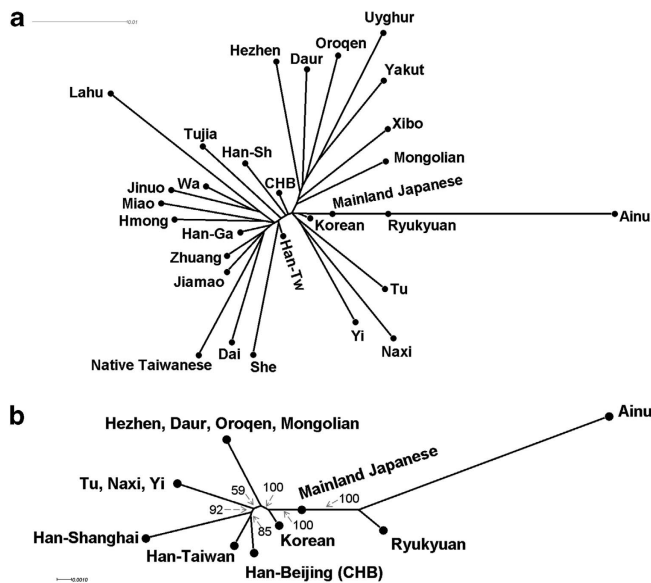 a
0.01
Uyghur
Hezhen
Oroqen
Daur
Yakut
Lahu
Xibo
Tujia
Han-Sh
Mongolian
CHB
Wa
Mainland Japanese
Jinuo
Miao
Hmong
Korean
Ryukyuan
Ainu
Han-Ga
Han-Tw
Zhuang
Jiamao
Tu
Yi
Naxi
Native Taiwanese
Dai
She
b
Ainu
Hezhen, Daur, Oroqen, Mongolian
Mainland Japanese
Tu, Naxi, Yi
59
100
100
92
85
100
Han-Shanghai
Korean
Han-Taiwan
Ryukyuan
Han-Beijing (CHB)
0.0010